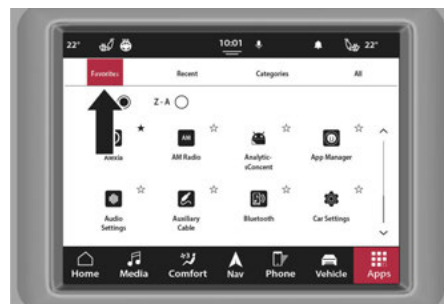 22° 10:01 22°
Favorites Recent Categories All
Z - A
Alexa AM Radio Analytic- App Manager
sConcent
AM
Audio Auxiliary Bluetooth Car Settings
Settings Cable
Home Media Comfort Nav Phone Vehicle Apps